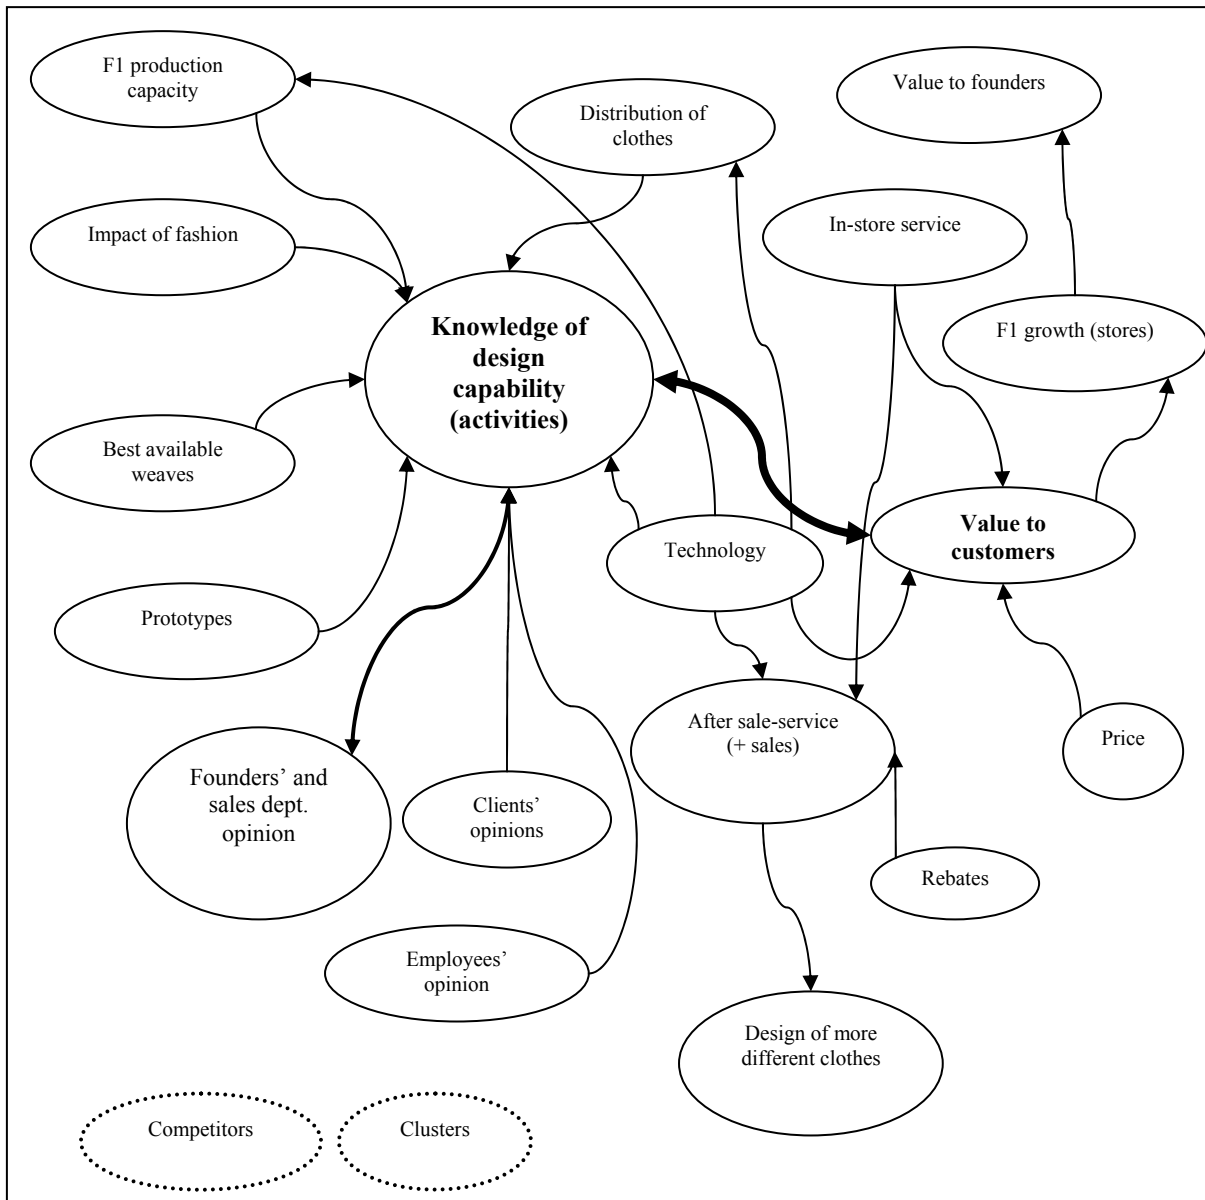 F1 production
capacity
Value to founders
Distribution of
clothes
Impact of fashion
In-store service
Knowledge of
design
capability
(activities)
F1 growth (stores)
Best available
weaves
Technology
Value to
customers
Prototypes
After sale-service
(+ sales)
Price
Founders’ and
sales dept.
opinion
Clients’
opinions
Rebates
Employees’
opinion
Design of more
different clothes
Competitors
Clusters